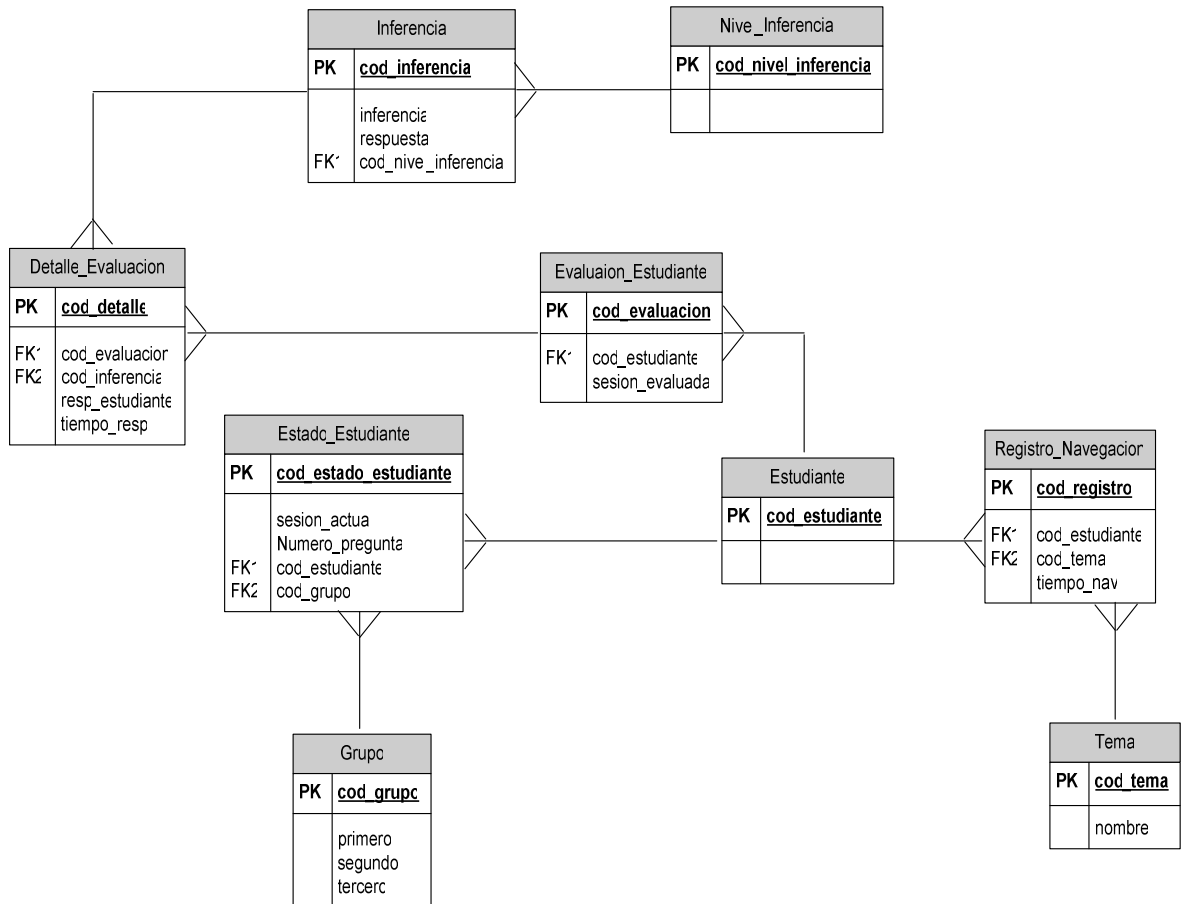 Inferencia
PK cod_inferencia
inferencia
respuesta
FK1 cod_nive_inferencia
Nive_Inferencia
PK cod_nivel_inferencia
Detalle_Evaluacion
PK cod_detalle
FK1 cod_evaluacion
FK2 cod_inferencia
resp_estudiante
tiempo_resp
Evaluaion_Estudiante
PK cod_evaluacion
FK1 cod_estudiante
sesion_evaluada
Estado_Estudiante
PK cod_estado_estudiante
sesion_actua
Numero_pregunta
FK1 cod_estudiante
FK2 cod_grupo
Estudiante
PK cod_estudiante
Registro_Navegacion
PK cod_registro
FK1 cod_estudiante
FK2 cod_tema
tiempo_nav
Grupo
PK cod_grupo
primero
segundo
tercero
Tema
PK cod_tema
nombre